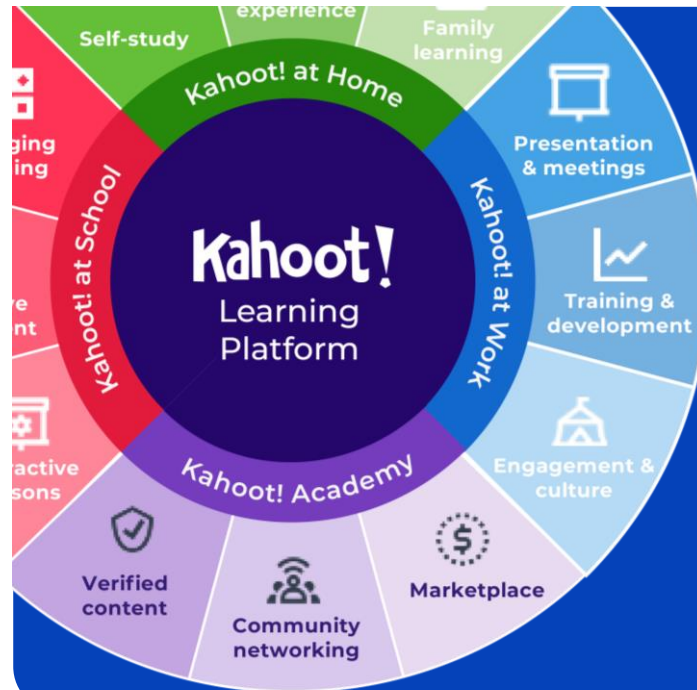 Self-study
experience
Family
learning
Kahoot! at Home
Presentation
& meetings
Kahoot! at School
Kahoot! at Work
Kahoot!
Learning
Platform
Training &
development
Engagement &
culture
Kahoot! Academy
Verified
content
Community
networking
$
Marketplace